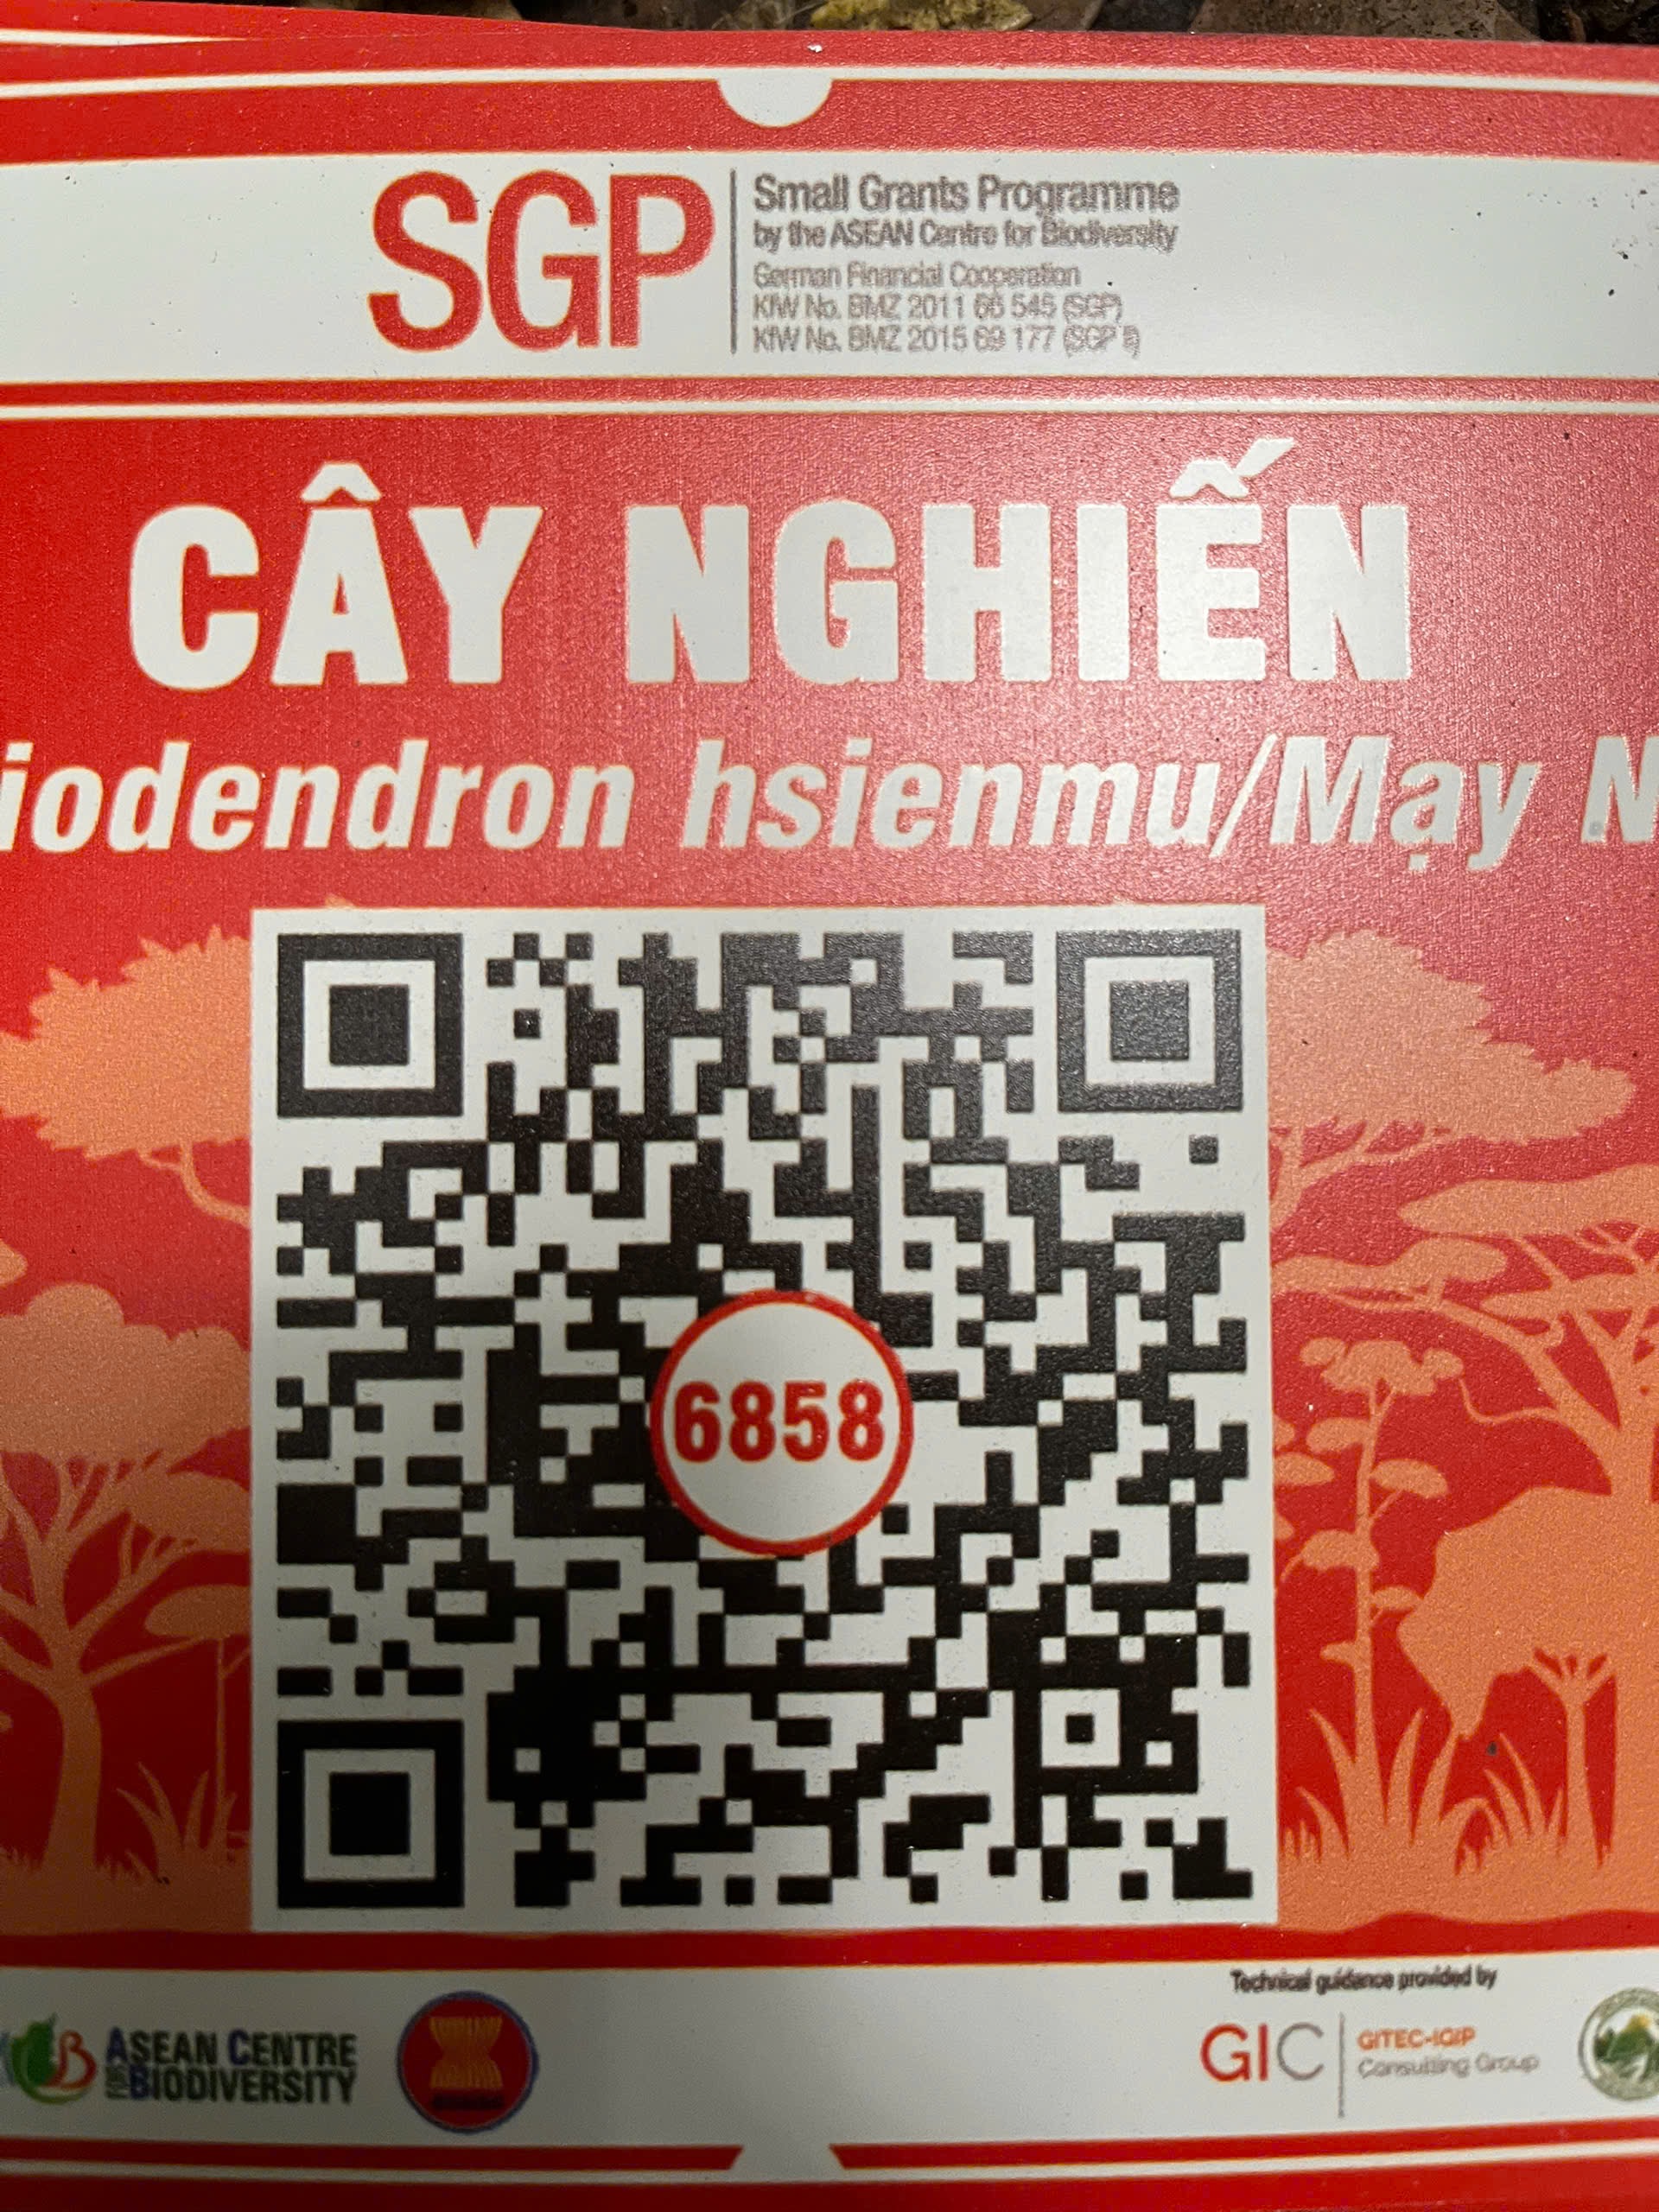 SGP
Small Grants Programme
by the ASEAN Centre for Biodiversity
German Financial Cooperation
KfW No. BMZ 2011 66 545 (SGP)
KfW No. BMZ 2015 69 177 (SGP II)
CÂY NGHIẾN
iodendron hsienmu/Mạy N
6858
Technical guidance provided by
B ASEAN CENTRE
FOR BIODIVERSITY
GIC
GITEC-IGIP
Consulting Group